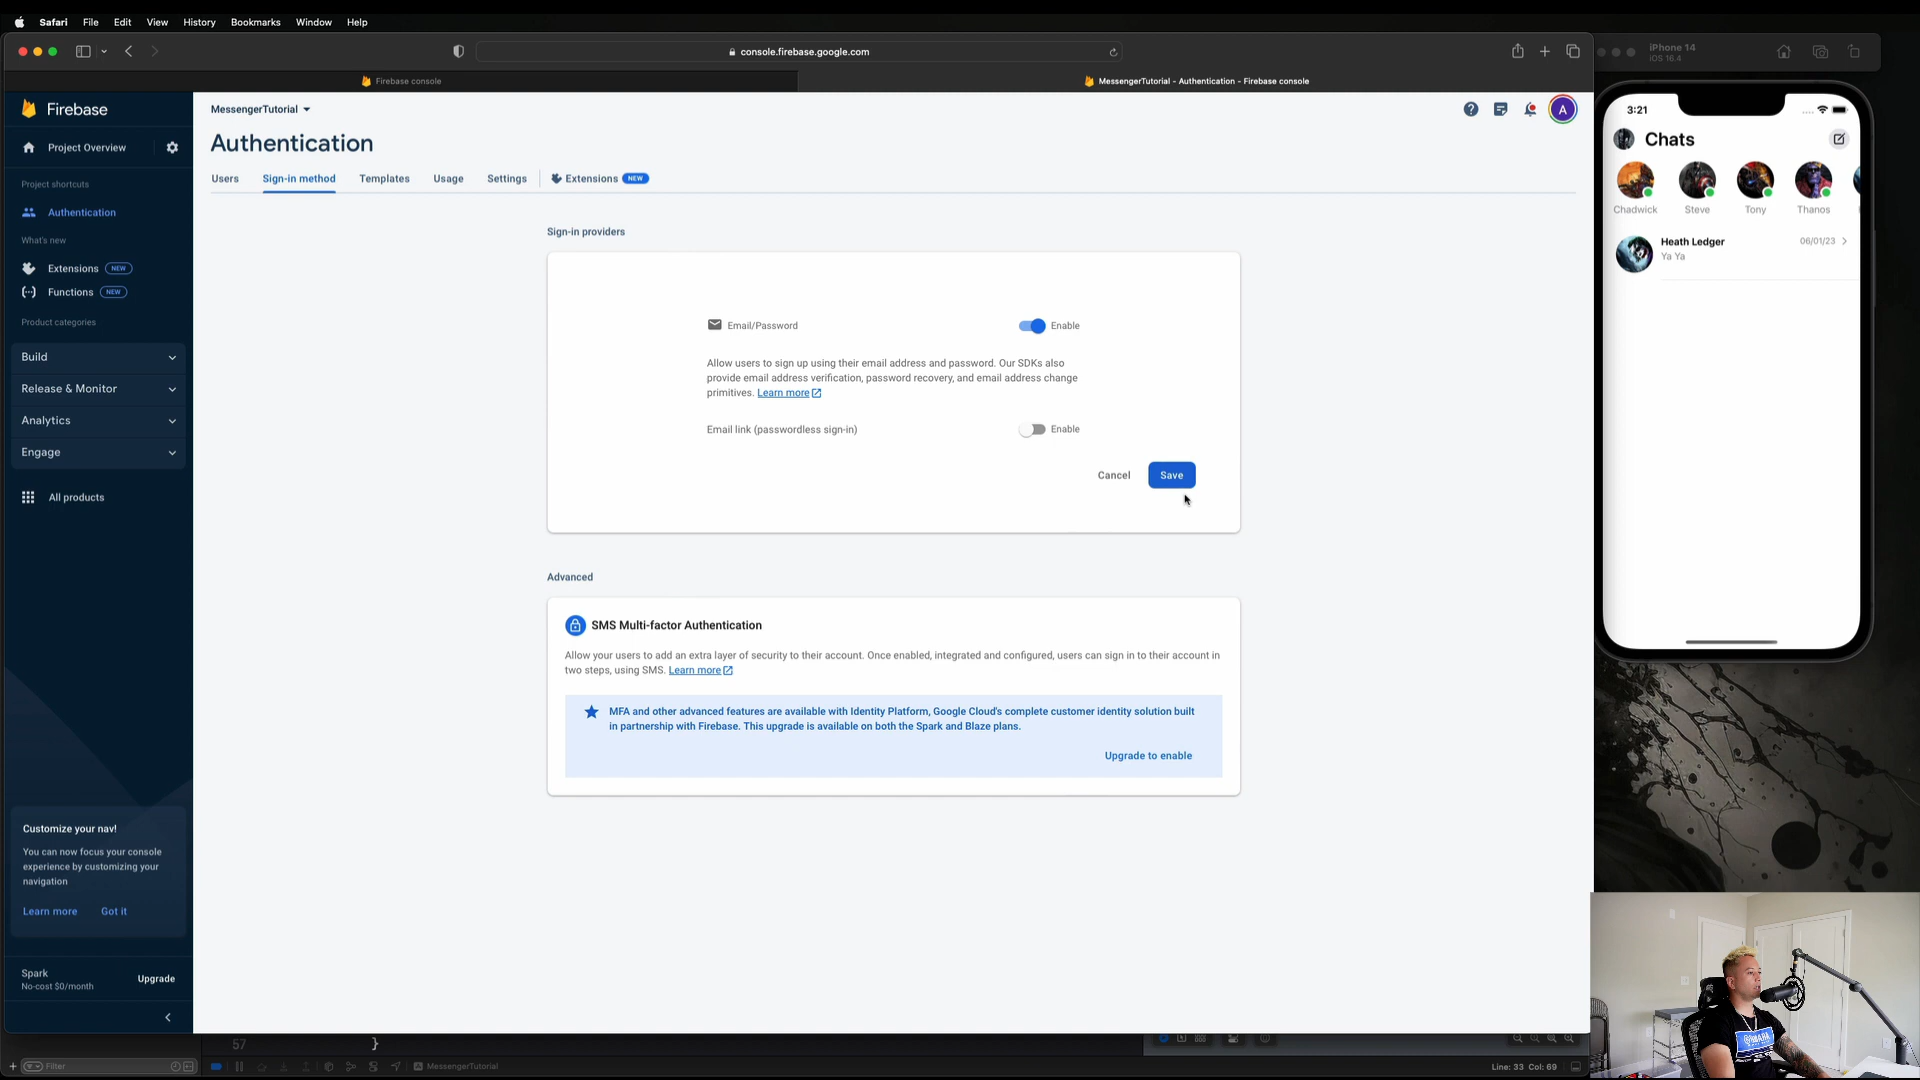 Safari File Edit View History Bookmarks Window Help
console.firebase.google.com
Firebase console
MessengerTutorial - Authentication - Firebase console
Firebase
Project Overview
Project shortcuts
Authentication
What's new
Extensions NEW
Functions NEW
Product categories
Build
Release & Monitor
Analytics
Engage
All products
Customize your nav!
You can now focus your console
experience by customizing your
navigation
Learn more Got it
Spark
No-cost $0/month
Upgrade
MessengerTutorial
A
Authentication
Users Sign-in method Templates Usage Settings Extensions NEW
Sign-in providers
Email/Password Enable
Allow users to sign up using their email address and password. Our SDKs also
provide email address verification, password recovery, and email address change
primitives. Learn more
Email link (passwordless sign-in) Enable
Cancel Save
Advanced
SMS Multi-factor Authentication
Allow your users to add an extra layer of security to their account. Once enabled, integrated and configured, users can sign in to their account in
two steps, using SMS. Learn more
MFA and other advanced features are available with Identity Platform, Google Cloud's complete customer identity solution built
in partnership with Firebase. This upgrade is available on both the Spark and Blaze plans.
Upgrade to enable
iPhone 14
iOS 16.4
3:21
Chats
Chadwick Steve Tony Thanos
Heath Ledger 06/01/23
Ya Ya
57 }
Filter
MessengerTutorial
Line: 33 Col: 69